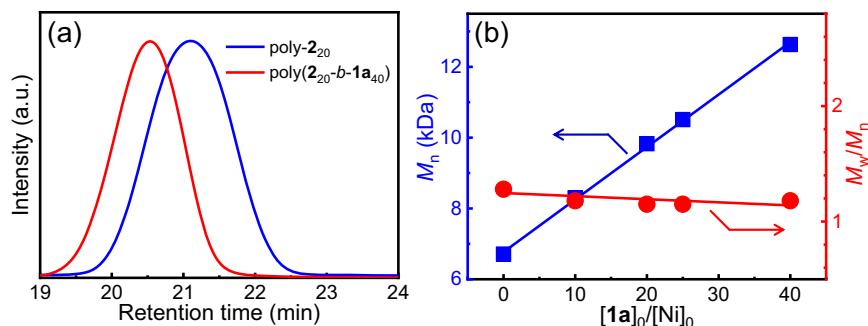 (a)
poly-2₂₀
poly(2₂₀-b-1a₄₀)
Intensity (a.u.)
19 20 21 22 23 24
Retention time (min)
(b)
12
10
8
6
Mₙ (kDa)
2
1
M_w/Mₙ
0 10 20 30 40
[1a]₀/[Ni]₀